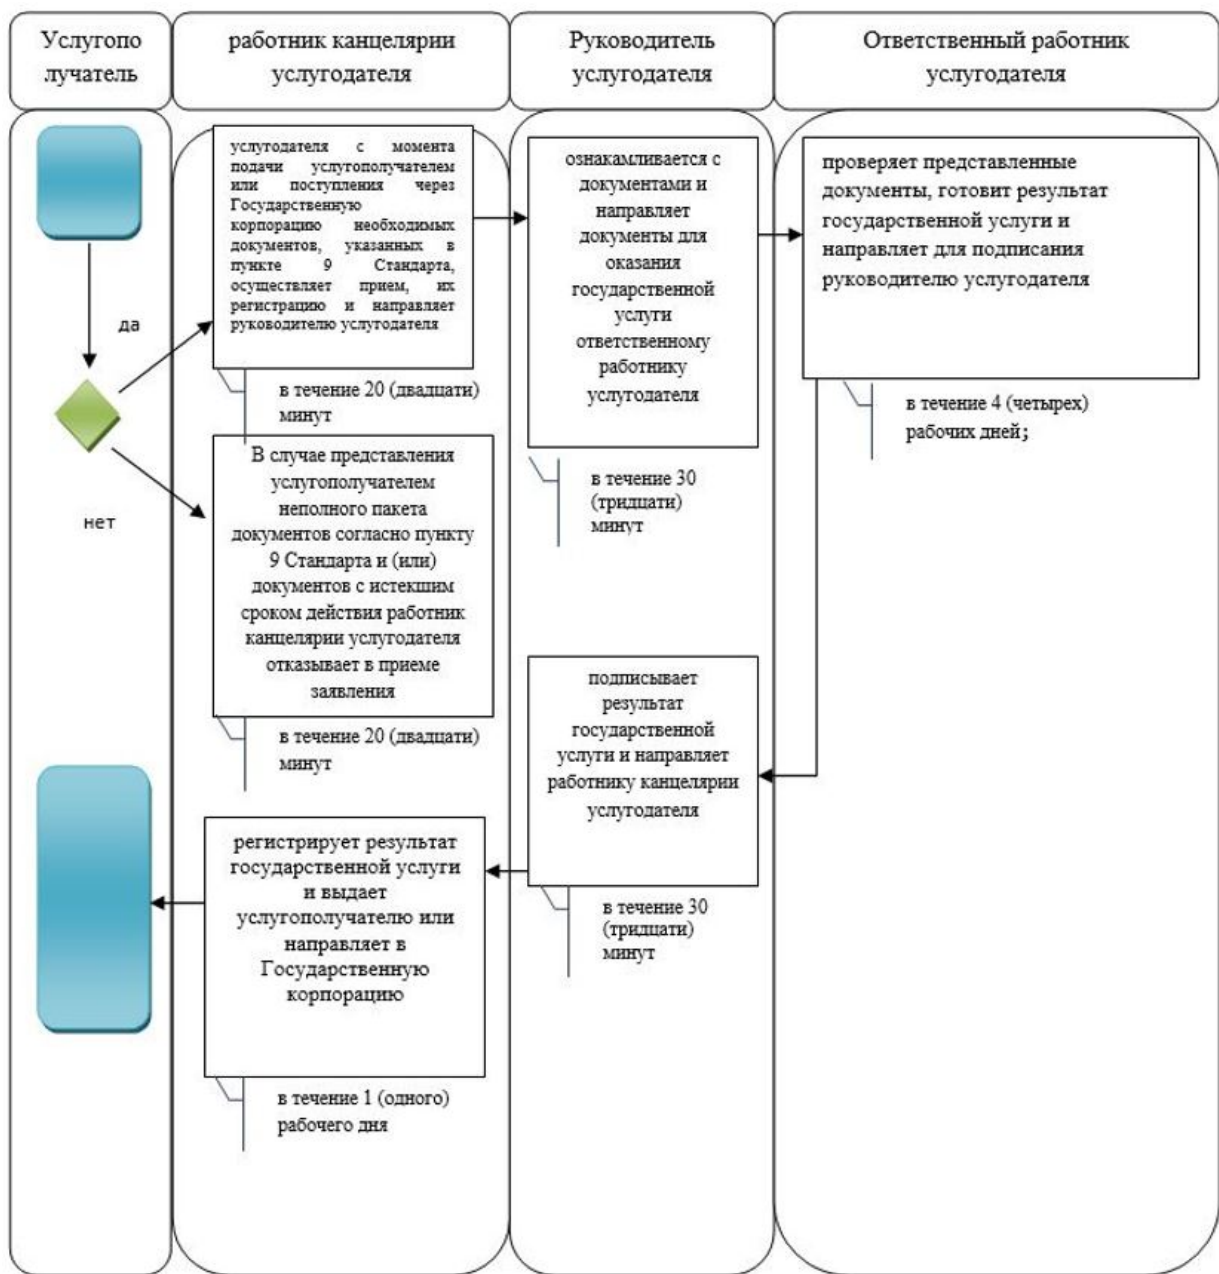 Услугопо
лучатель
работник канцелярии
услугодателя
Руководитель
услугодателя
Ответственный работник
услугодателя
услугодателя с момента
подачи услугополучателем
или поступления через
Государственную
корпорацию необходимых
документов, указанных в
пункте 9 Стандарта,
осуществляет прием, их
регистрацию и направляет
руководителю услугодателя
в течение 20 (двадцати)
минут
да
нет
В случае представления
услугополучателем
неполного пакета
документов согласно пункту
9 Стандарта и (или)
документов с истекшим
сроком действия работник
канцелярии услугодателя
отказывает в приеме
заявления
в течение 20 (двадцати)
минут
ознакамливается с
документами и
направляет
документы для
оказания
государственной
услуги
ответственному
работнику
услугодателя
в течение 30
(тридцати)
минут
проверяет представленные
документы, готовит результат
государственной услуги и
направляет для подписания
руководителю услугодателя
в течение 4 (четырех)
рабочих дней;
подписывает
результат
государственной
услуги и направляет
работнику канцелярии
услугодателя
в течение 30
(тридцати)
минут
регистрирует результат
государственной услуги
и выдает
услугополучателю или
направляет в
Государственную
корпорацию
в течение 1 (одного)
рабочего дня